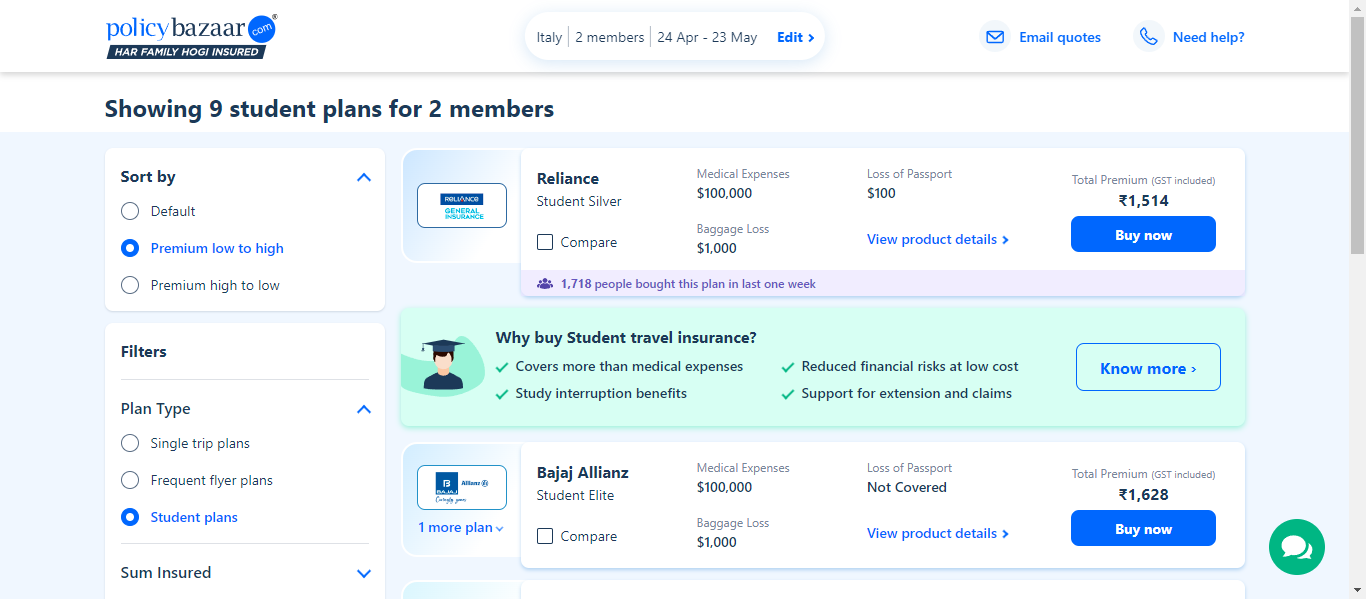 policybazaar.com
HAR FAMILY HOGI INSURED
Italy 2 members 24 Apr - 23 May Edit ›
Email quotes
Need help?
Showing 9 student plans for 2 members
Sort by
Default
Premium low to high
Premium high to low
Filters
Plan Type
Single trip plans
Frequent flyer plans
Student plans
Sum Insured
RELIANCE
GENERAL
INSURANCE
Reliance
Student Silver
Compare
Medical Expenses
$100,000
Baggage Loss
$1,000
Loss of Passport
$100
View product details ›
Total Premium (GST included)
₹1,514
Buy now
1,718 people bought this plan in last one week
Why buy Student travel insurance?
Covers more than medical expenses
Reduced financial risks at low cost
Study interruption benefits
Support for extension and claims
Know more ›
B
BAJAJ Allianz
Caringly yours
1 more plan
Bajaj Allianz
Student Elite
Compare
Medical Expenses
$100,000
Baggage Loss
$1,000
Loss of Passport
Not Covered
View product details ›
Total Premium (GST included)
₹1,628
Buy now